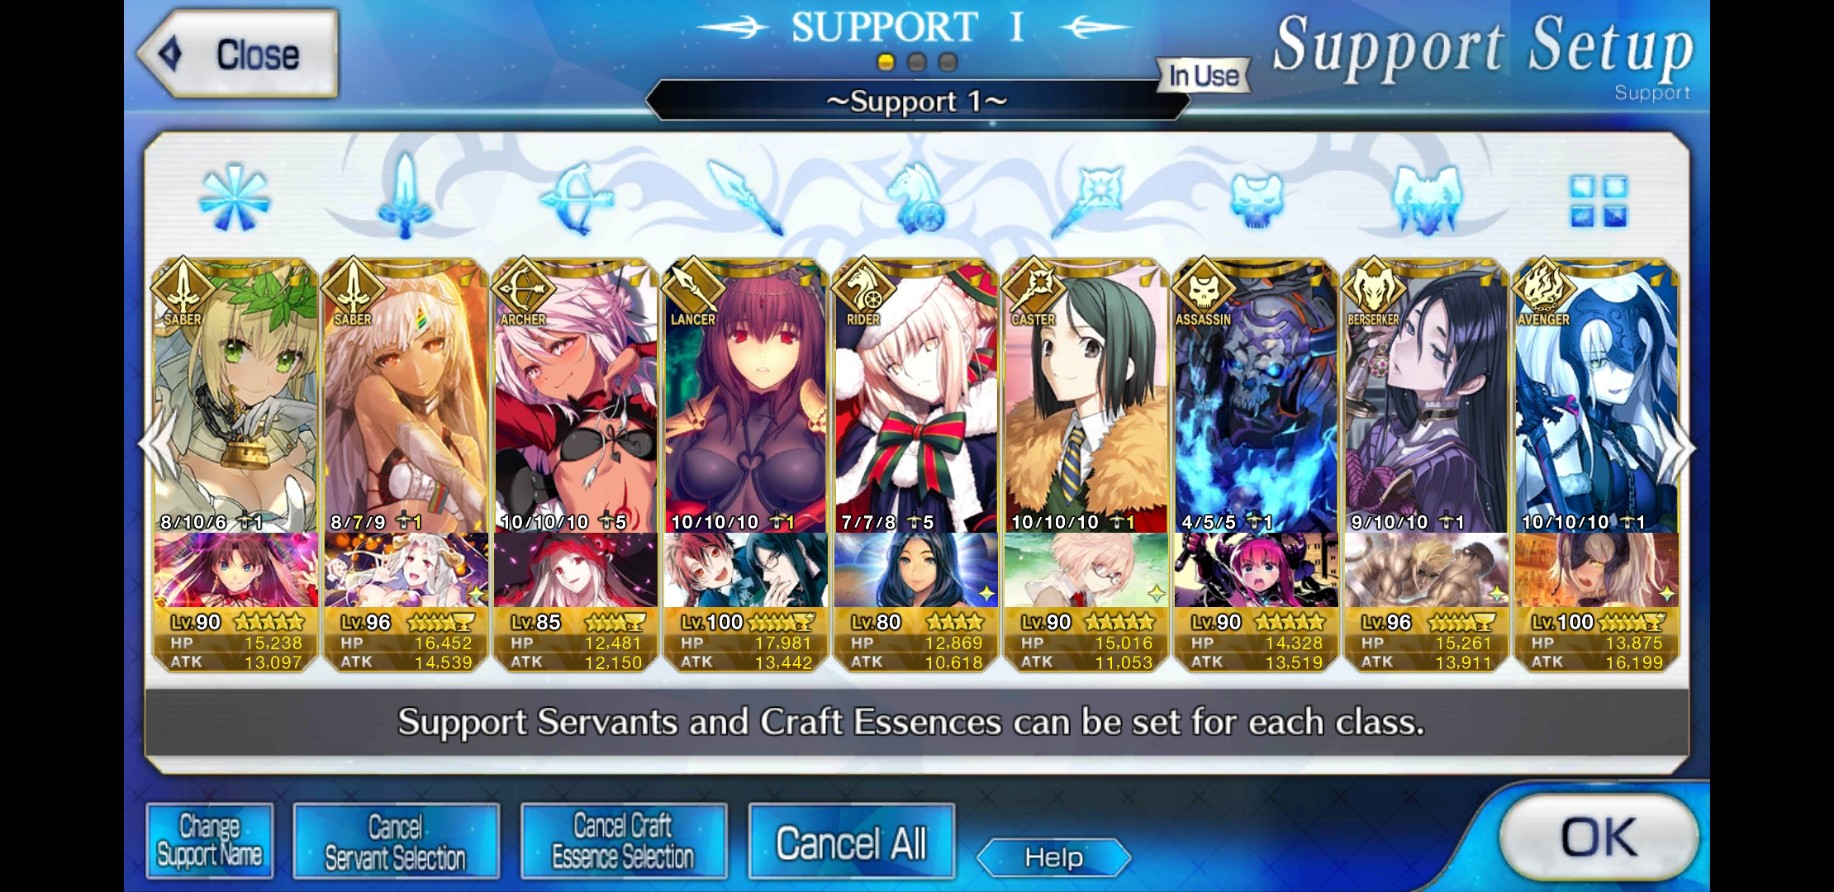 Close
SUPPORT I
~Support 1~
In Use
Support Setup
Support
SABER
SABER
ARCHER
LANCER
RIDER
CASTER
ASSASSIN
BERSERKER
AVENGER
8/10/6 1
8/7/9 1
10/10/10 5
10/10/10 1
7/7/8 5
10/10/10 1
4/5/5 1
9/10/10 1
10/10/10 1
Lv.90
Lv.96
Lv.85
Lv.100
Lv.80
Lv.90
Lv.90
Lv.96
Lv.100
HP 15,238
HP 16,452
HP 12,481
HP 17,981
HP 12,869
HP 15,016
HP 14,328
HP 15,261
HP 13,875
ATK 13,097
ATK 14,539
ATK 12,150
ATK 13,442
ATK 10,618
ATK 11,053
ATK 13,519
ATK 13,911
ATK 16,199
Support Servants and Craft Essences can be set for each class.
Change
Support Name
Cancel
Servant Selection
Cancel Craft
Essence Selection
Cancel All
Help
OK